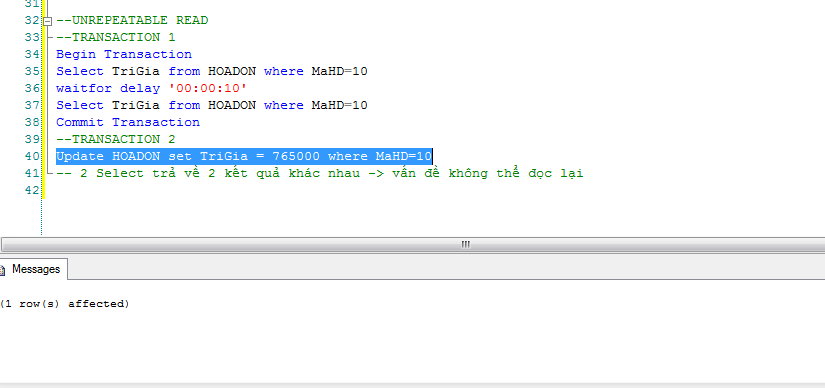 31
32 --UNREPEATABLE READ
33 --TRANSACTION 1
34 Begin Transaction
35 Select TriGia from HOADON where MaHD=10
36 waitfor delay '00:00:10'
37 Select TriGia from HOADON where MaHD=10
38 Commit Transaction
39 --TRANSACTION 2
40 Update HOADON set TriGia = 765000 where MaHD=10
41 -- 2 Select trả về 2 kết quả khác nhau -> vấn đề không thể đọc lại
42
Messages
(1 row(s) affected)